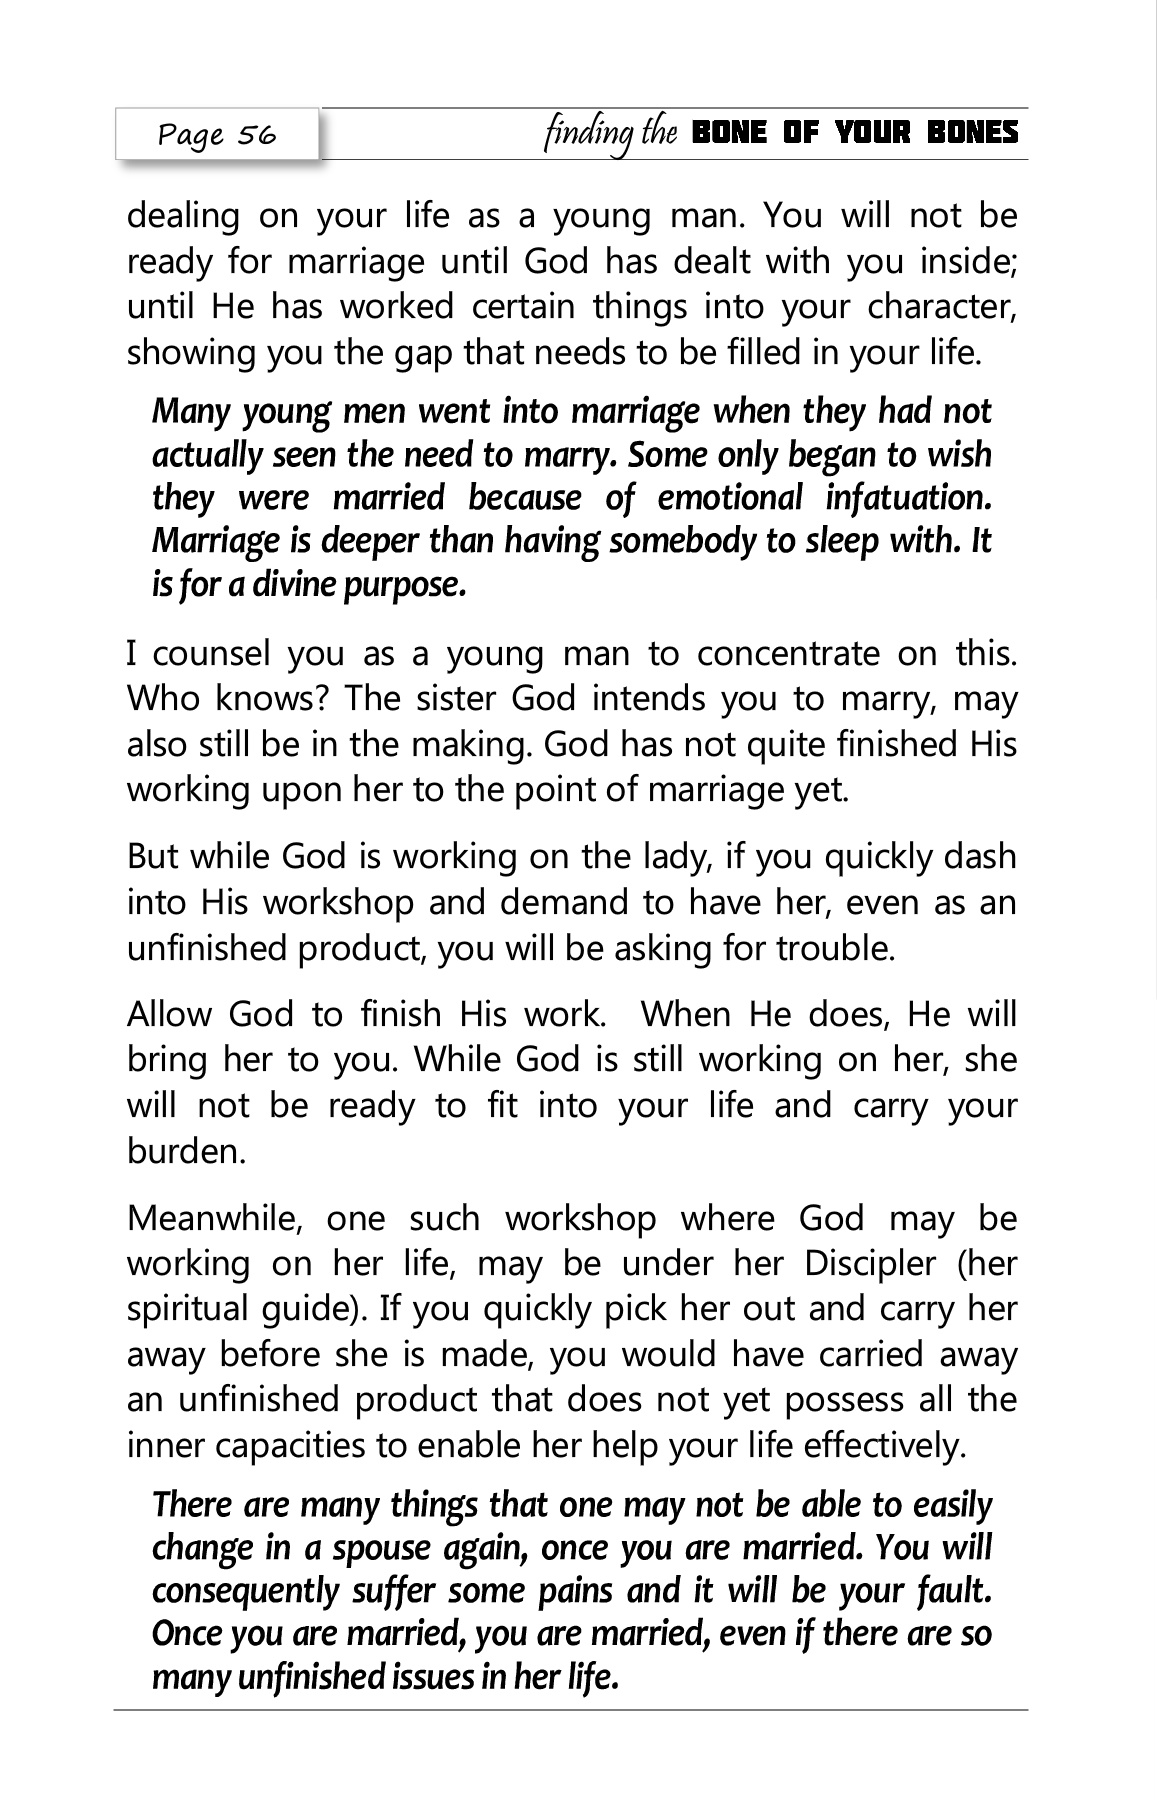 Page 56
finding the BONE OF YOUR BONES
dealing on your life as a young man. You will not be
ready for marriage until God has dealt with you inside;
until He has worked certain things into your character,
showing you the gap that needs to be filled in your life.
Many young men went into marriage when they had not
actually seen the need to marry. Some only began to wish
they were married because of emotional infatuation.
Marriage is deeper than having somebody to sleep with. It
is for a divine purpose.
I counsel you as a young man to concentrate on this.
Who knows? The sister God intends you to marry, may
also still be in the making. God has not quite finished His
working upon her to the point of marriage yet.
But while God is working on the lady, if you quickly dash
into His workshop and demand to have her, even as an
unfinished product, you will be asking for trouble.
Allow God to finish His work. When He does, He will
bring her to you. While God is still working on her, she
will not be ready to fit into your life and carry your
burden.
Meanwhile, one such workshop where God may be
working on her life, may be under her Discipler (her
spiritual guide). If you quickly pick her out and carry her
away before she is made, you would have carried away
an unfinished product that does not yet possess all the
inner capacities to enable her help your life effectively.
There are many things that one may not be able to easily
change in a spouse again, once you are married. You will
consequently suffer some pains and it will be your fault.
Once you are married, you are married, even if there are so
many unfinished issues in her life.